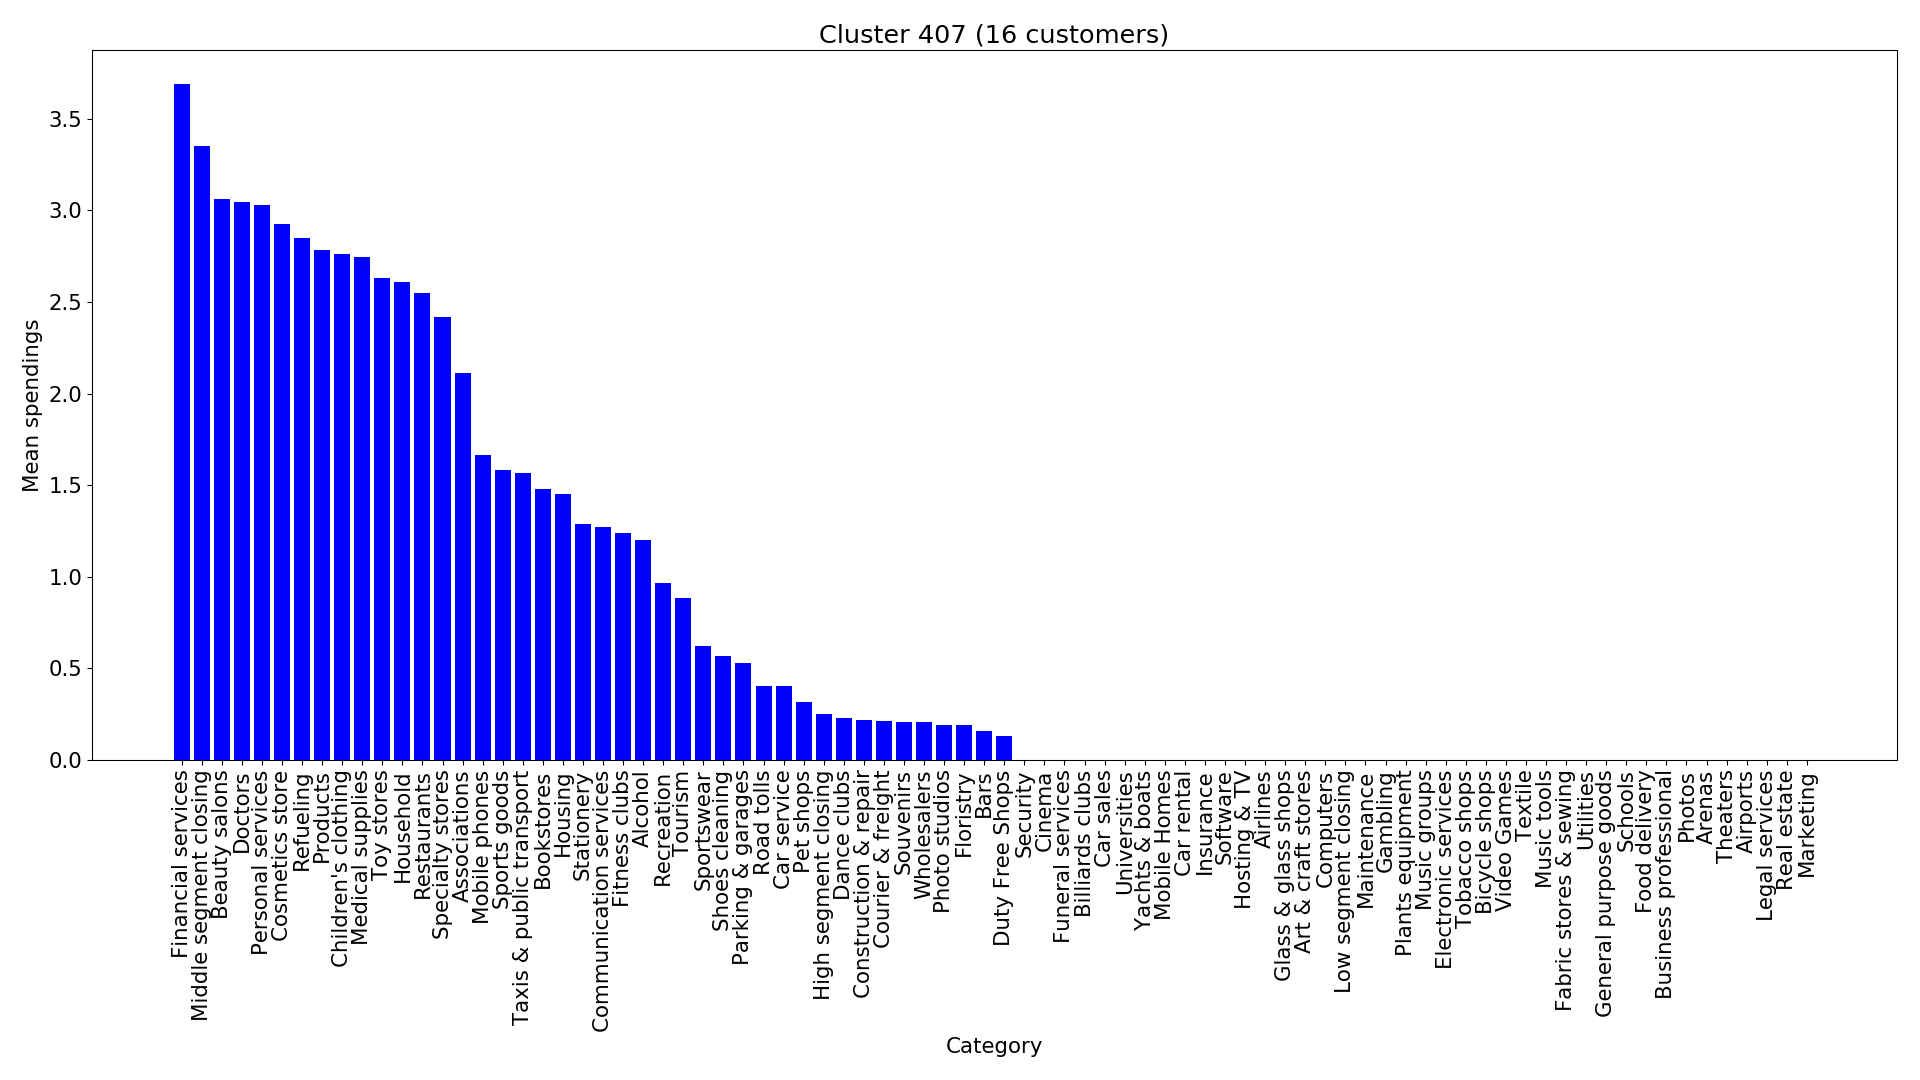 Cluster 407 (16 customers)
Mean spendings
3.5
3.0
2.5
2.0
1.5
1.0
0.5
0.0
Financial services
Middle segment closing
Beauty salons
Doctors
Personal services
Cosmetics store
Refueling
Products
Children's clothing
Medical supplies
Toy stores
Household
Restaurants
Specialty stores
Associations
Mobile phones
Sports goods
Taxis & public transport
Bookstores
Housing
Stationery
Communication services
Fitness clubs
Alcohol
Recreation
Tourism
Sportswear
Shoes cleaning
Parking & garages
Road tolls
Car service
Pet shops
High segment closing
Dance clubs
Construction & repair
Courier & freight
Souvenirs
Wholesalers
Photo studios
Floristry
Bars
Duty Free Shops
Security
Cinema
Funeral services
Billiards clubs
Car sales
Universities
Yachts & boats
Mobile Homes
Car rental
Insurance
Software
Hosting & TV
Airlines
Glass & glass shops
Art & craft stores
Computers
Low segment closing
Maintenance
Gambling
Plants equipment
Music groups
Electronic services
Tobacco shops
Bicycle shops
Video Games
Textile
Music tools
Fabric stores & sewing
Utilities
General purpose goods
Schools
Food delivery
Business professional
Photos
Arenas
Theaters
Airports
Legal services
Real estate
Marketing
Category